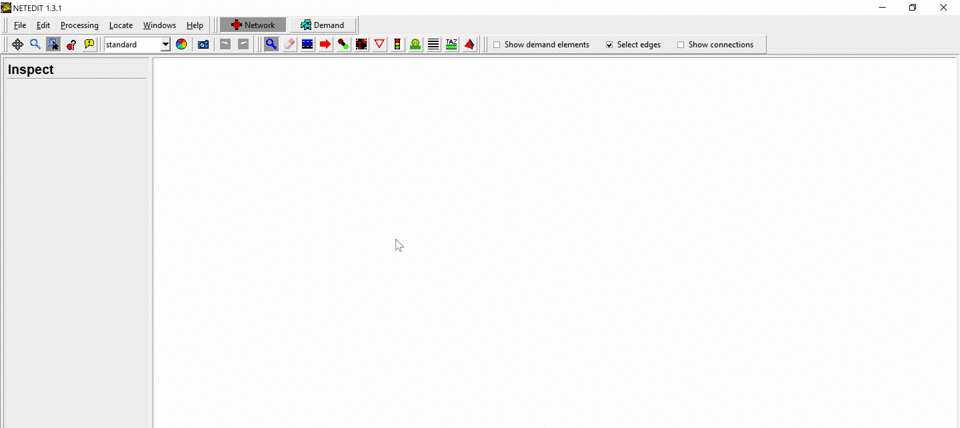 NETEDIT 1.3.1
File Edit Processing Locate Windows Help Network Demand
standard TAZ Show demand elements Select edges Show connections
Inspect